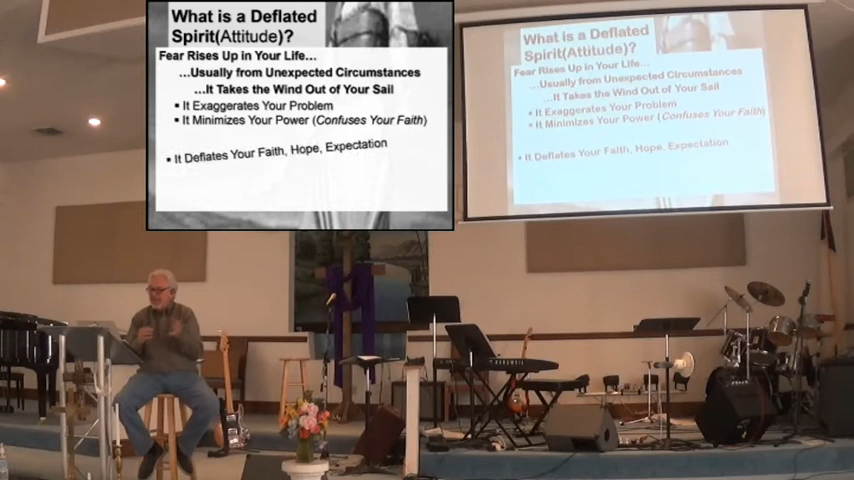 What is a Deflated
Spirit(Attitude)?
Fear Rises Up in Your Life...
...Usually from Unexpected Circumstances
...It Takes the Wind Out of Your Sail
▪ It Exaggerates Your Problem
▪ It Minimizes Your Power (Confuses Your Faith)
▪ It Deflates Your Faith, Hope, Expectation
What is a Deflated
Spirit(Attitude)?
Fear Rises Up in Your Life...
...Usually from Unexpected Circumstances
...It Takes the Wind Out of Your Sail
▪ It Exaggerates Your Problem
▪ It Minimizes Your Power (Confuses Your Faith)
▪ It Deflates Your Faith, Hope, Expectation
KURZWEIL